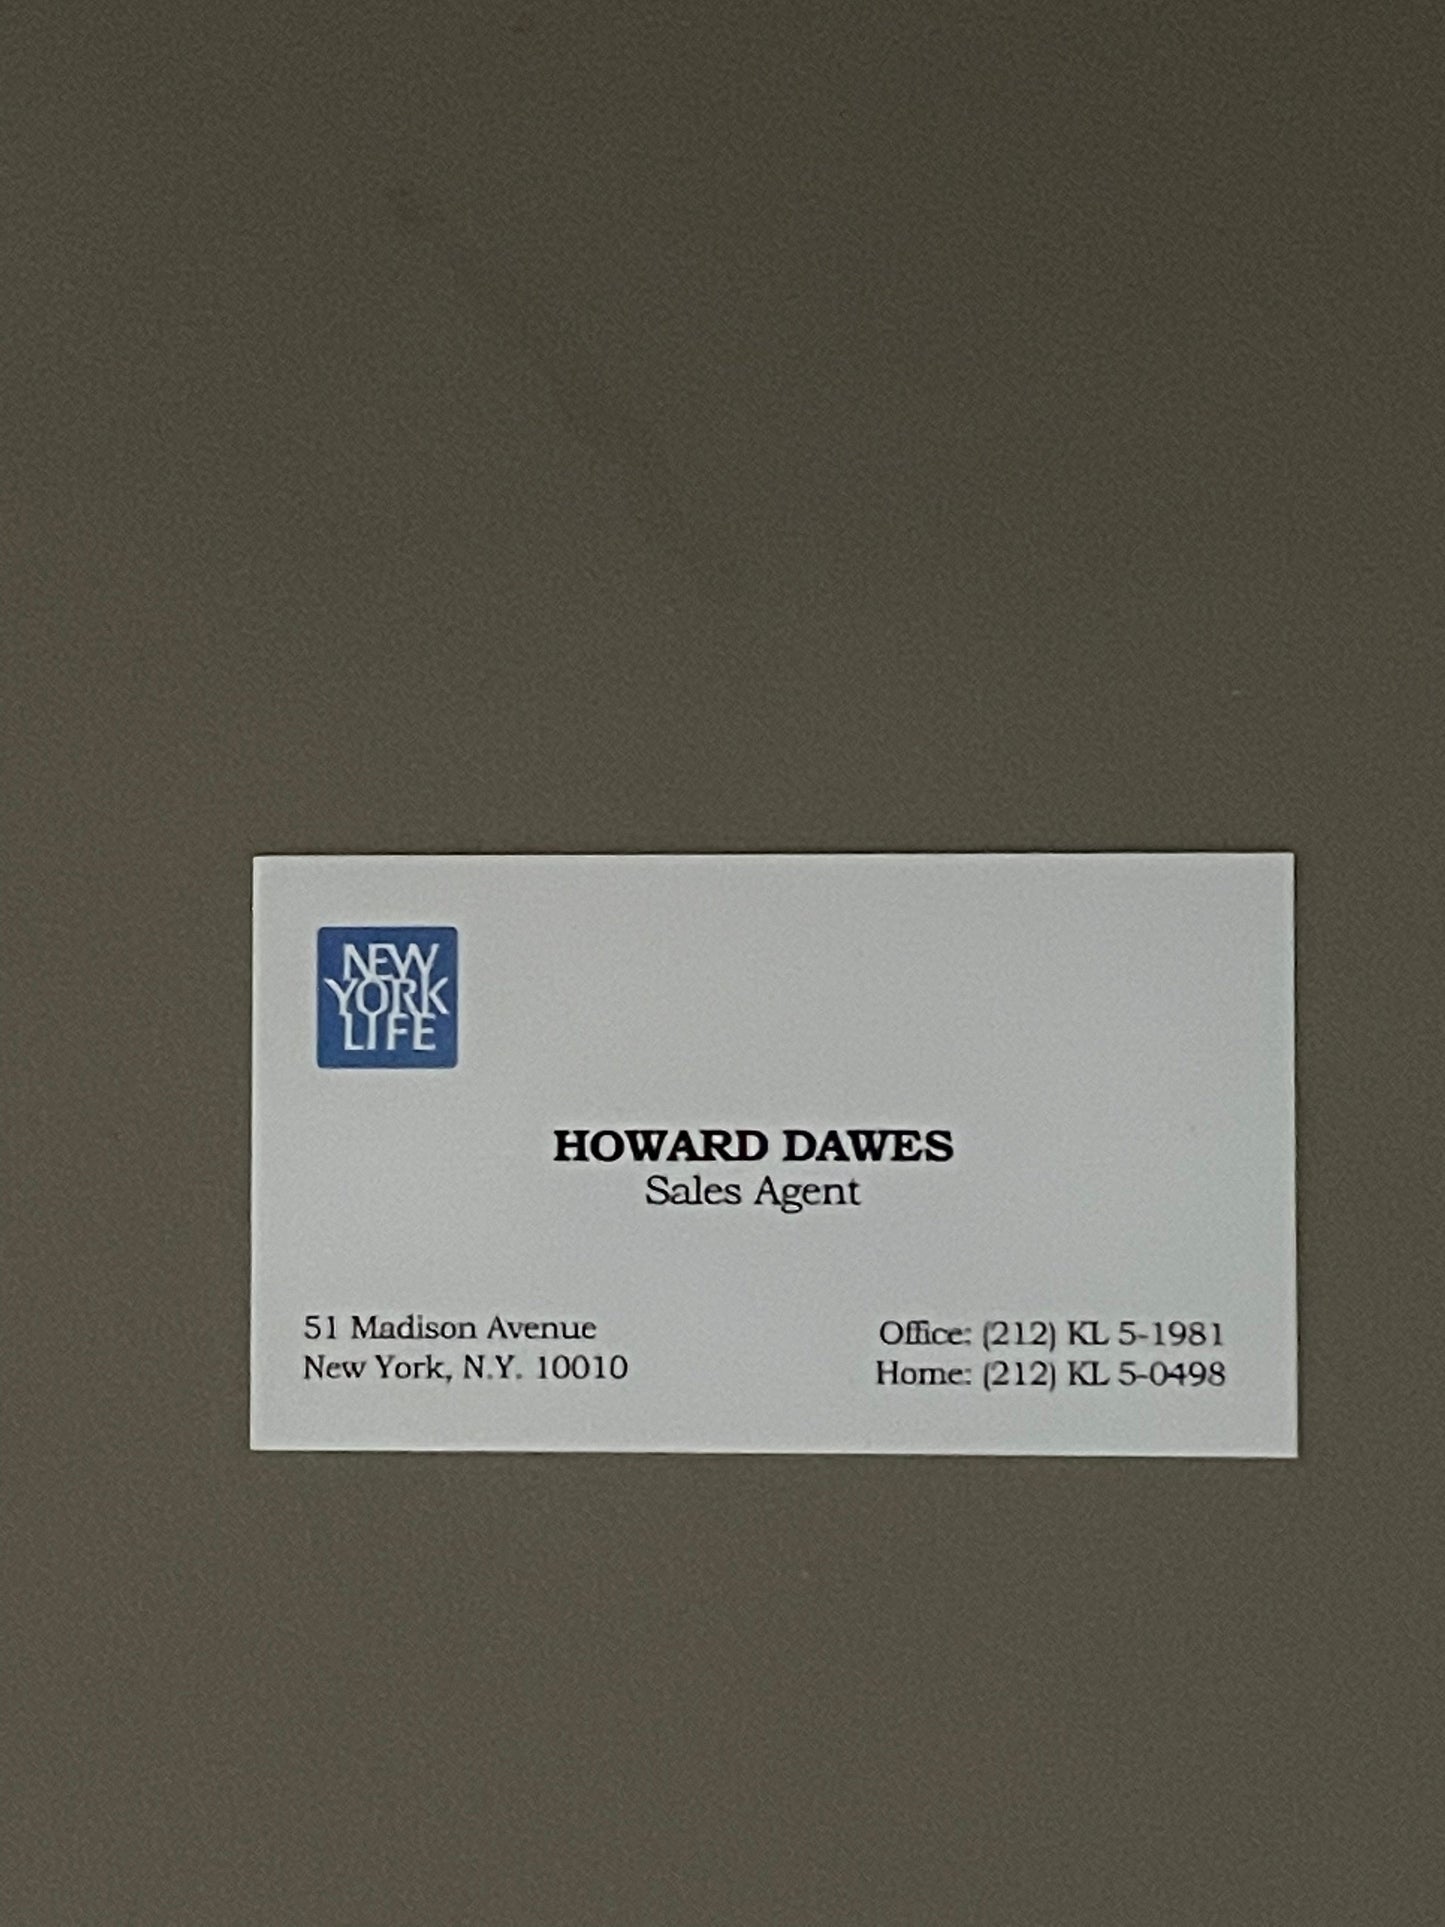 NEW
YORK
LIFE
HOWARD DAWES
Sales Agent
51 Madison Avenue
New York, N.Y. 10010
Office: (212) KL 5-1981
Home: (212) KL 5-0498